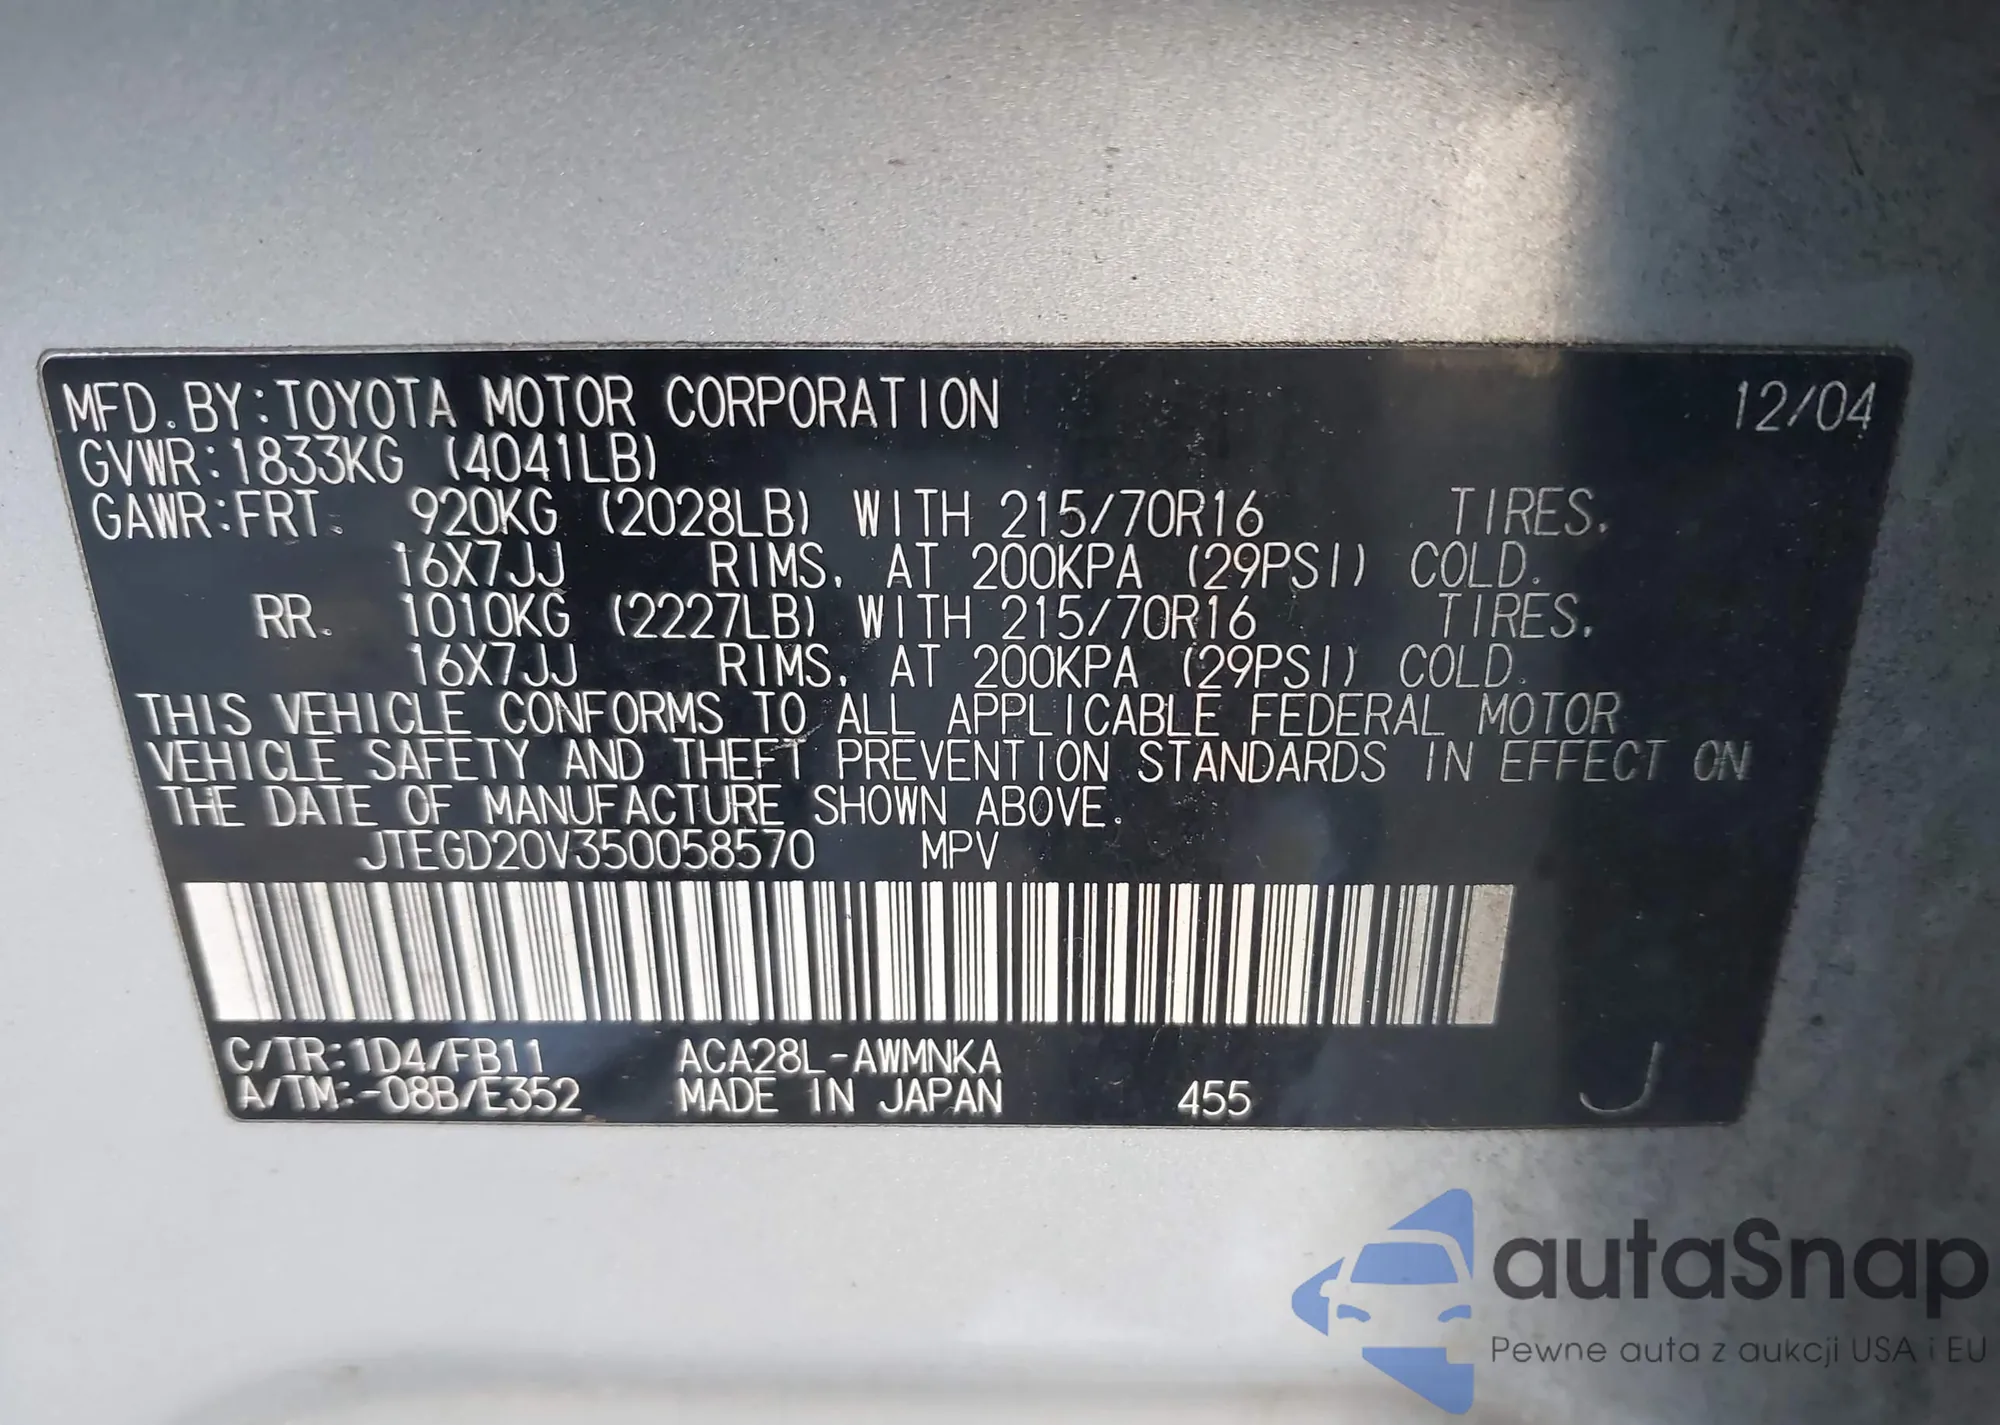 MFD. BY: TOYOTA MOTOR CORPORATION 12/04
GVWR: 1833KG (4041LB)
GAWR: FRT. 920KG (2028LB) WITH 215/70R16 TIRES,
16X7JJ RIMS, AT 200KPA (29PSI) COLD.
RR. 1010KG (2227LB) WITH 215/70R16 TIRES,
16X7JJ RIMS, AT 200KPA (29PSI) COLD.
THIS VEHICLE CONFORMS TO ALL APPLICABLE FEDERAL MOTOR
VEHICLE SAFETY AND THEFT PREVENTION STANDARDS IN EFFECT ON
THE DATE OF MANUFACTURE SHOWN ABOVE.
JTEGD20V350058570 MPV
C/TR: 1D4/FB11 ACA28L-AWMNKA
A/TM: -08B/E352 MADE IN JAPAN 455 J
autaSnap
Pewne auta z aukcji USA i EU